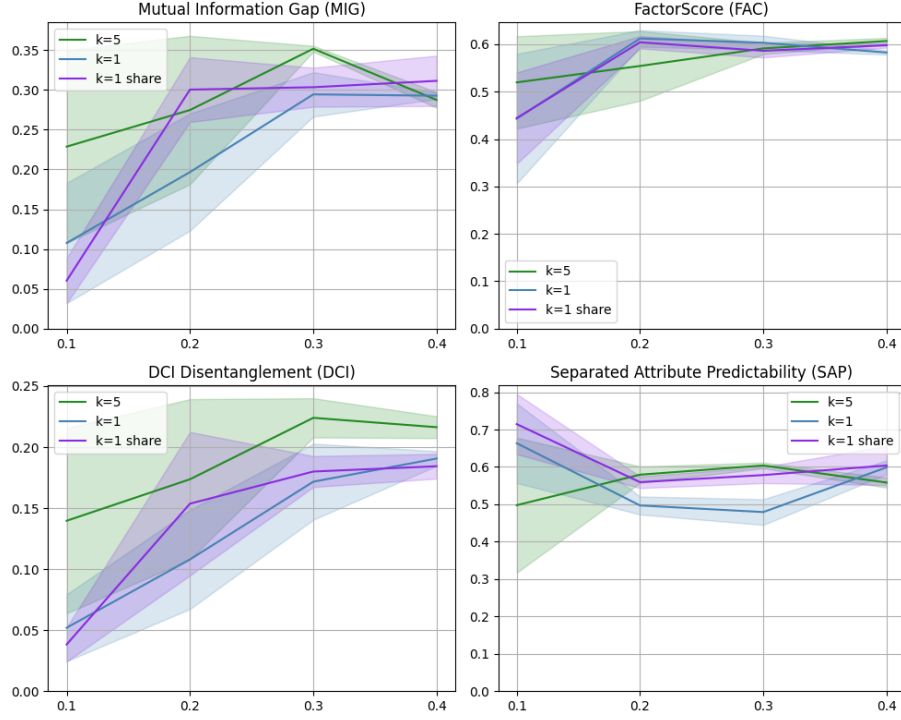 Mutual Information Gap (MIG)
0.35
0.30
0.25
0.20
0.15
0.10
0.05
0.00
k=5
k=1
k=1 share
0.1
0.2
0.3
0.4
FactorScore (FAC)
0.6
0.5
0.4
0.3
0.2
0.1
0.0
k=5
k=1
k=1 share
0.1
0.2
0.3
0.4
DCI Disentanglement (DCI)
0.25
0.20
0.15
0.10
0.05
0.00
k=5
k=1
k=1 share
0.1
0.2
0.3
0.4
Separated Attribute Predictability (SAP)
0.8
0.7
0.6
0.5
0.4
0.3
0.2
0.1
0.0
k=5
k=1
k=1 share
0.1
0.2
0.3
0.4